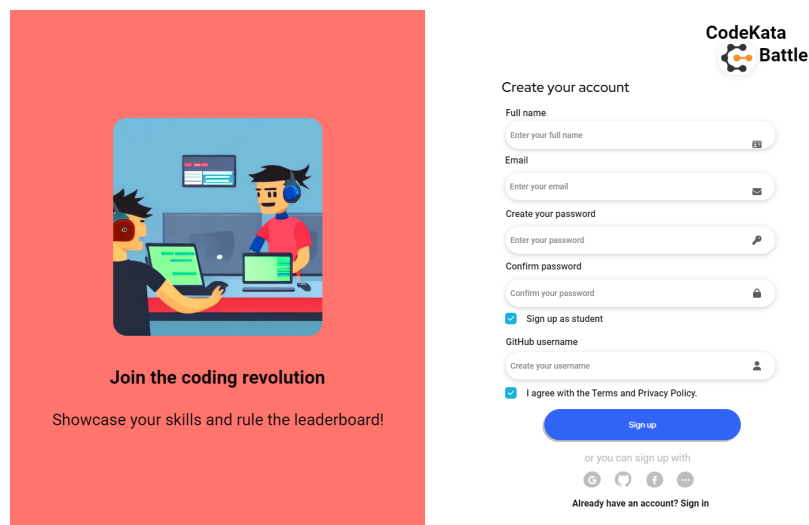 CodeKata
Battle
Join the coding revolution
Showcase your skills and rule the leaderboard!
Create your account
Full name
Enter your full name
Email
Enter your email
Create your password
Enter your password
Confirm password
Confirm your password
Sign up as student
GitHub username
Create your username
I agree with the Terms and Privacy Policy.
Sign up
or you can sign up with
Already have an account? Sign in